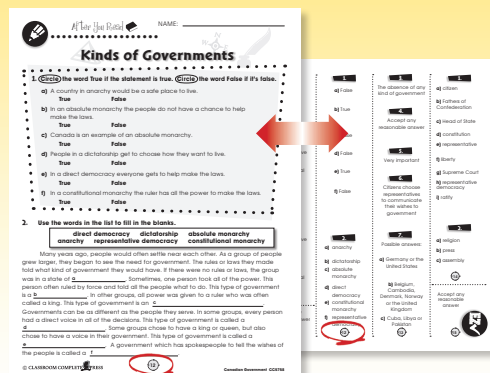 After You Read
NAME:
Kinds of Governments
1. Circle the word True if the statement is true. Circle the word False if it's false.
a) A country in anarchy would be a safe place to live.
True False
b) In an absolute monarchy the people do not have a chance to help
make the laws.
True False
c) Canada is an example of an absolute monarchy.
True False
d) People in a dictatorship get to choose how they want to live.
True False
e) In a direct democracy everyone gets to help make the laws.
True False
f) In a constitutional monarchy the ruler has all the power to make the laws.
True False
2. Use the words in the list to fill in the blanks.
direct democracy dictatorship absolute monarchy
anarchy representative democracy constitutional monarchy
Many years ago, people would often settle near each other. As a group of people
grew larger, they began to see the need for government. The rules or laws they made
told what kind of government they would have. If there were no rules or laws, the group
was in a state of a. Sometimes, one person took all of the power. This
person often ruled by force and told all the people what to do. This type of government
is a b. In other groups, all power was given to a ruler who was often
called a king. This type of government is an c.
Governments can be as different as the people they serve. In some groups, every person
had a direct voice in all of the decisions. This type of government is called a
d. Some groups chose to have a king or queen, but also
chose to have a voice in their government. This type of government is called a
e. A government which has spokespeople to tell the wishes of
the people is called a f.
© CLASSROOM COMPLETE PRESS
12
Canadian Government CC5758
1.
a) False
b) True
d) False
e) True
f) False
2.
a) anarchy
b) dictatorship
c) absolute
monarchy
d) direct
democracy
e) constitutional
monarchy
f) representative
democracy
12
3.
The absence of any
kind of government
4.
Accept any
reasonable answer
5.
Very important
6.
Citizens choose
representatives
to communicate
their wishes to
government
7.
Possible answers:
a) Germany or the
United States
b) Belgium,
Cambodia,
Denmark, Norway
or the United
Kingdom
c) Cuba, Libya or
Pakistan
13
1.
a) citizen
b) Fathers of
Confederation
c) Head of State
d) constitution
e) representative
f) liberty
g) Supreme Court
h) representative
democracy
i) ratify
2.
a) religion
b) press
c) assembly
14
Accept any
reasonable
answer
15
EZ